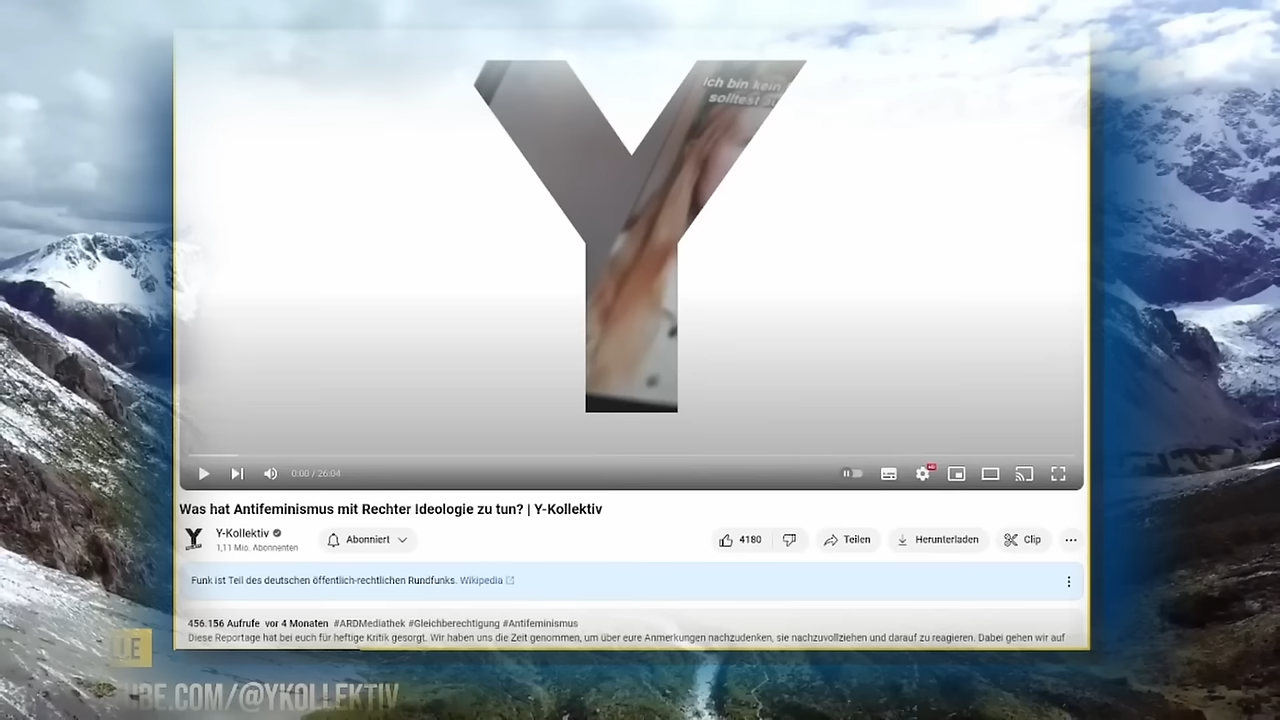 ich bin kein
solltest
Y
0:00 / 26:04
HD
Was hat Antifeminismus mit Rechter Ideologie zu tun? | Y-Kollektiv
Y-Kollektiv
1,11 Mio. Abonnenten
Abonniert
4180
Teilen
Herunterladen
Clip
Funk ist Teil des deutschen öffentlich-rechtlichen Rundfunks. Wikipedia
456.156 Aufrufe vor 4 Monaten #ARDMediathek #Gleichberechtigung #Antifeminismus
Diese Reportage hat bei euch für heftige Kritik gesorgt. Wir haben uns die Zeit genommen, um über eure Anmerkungen nachzudenken, sie nachzuvollziehen und darauf zu reagieren. Dabei gehen wir auf
LE
UBE.COM/@YKOLLEKTIV